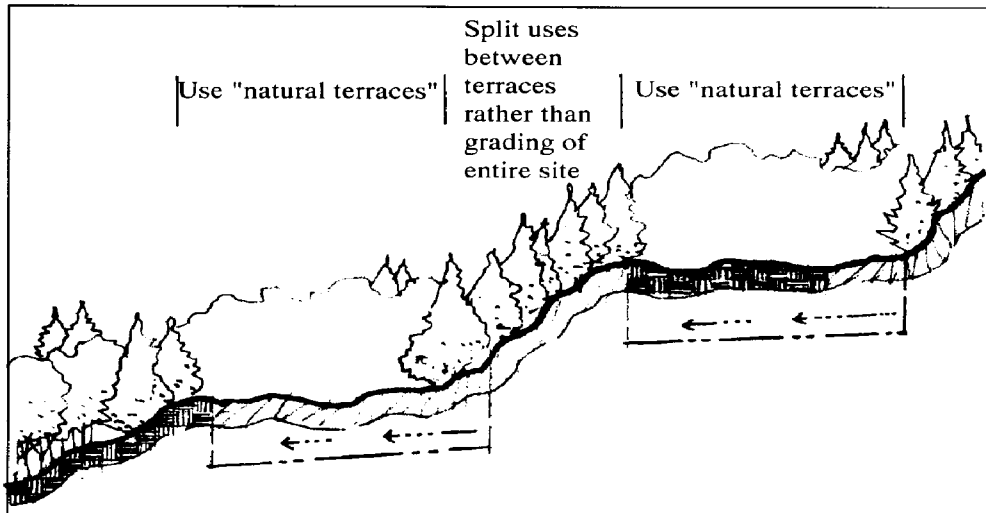 Use "natural terraces"
Split uses
between
terraces
rather than
grading of
entire site
Use "natural terraces"